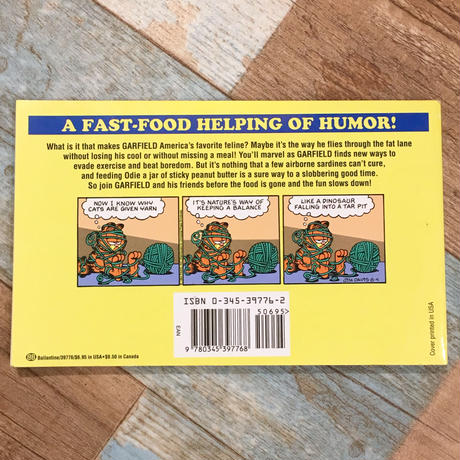 A FAST-FOOD HELPING OF HUMOR!
What is it that makes GARFIELD America's favorite feline? Maybe it's the way he flies through the fat lane
without losing his cool or without missing a meal! You'll marvel as GARFIELD finds new ways to
evade exercise and beat boredom. But it's nothing that a few airborne sardines can't cure,
and feeding Odie a jar of sticky peanut butter is a sure way to a slobbering good time.
So join GARFIELD and his friends before the food is gone and the fun slows down!
NOW I KNOW WHY
CATS ARE GIVEN YARN
IT'S NATURE'S WAY OF
KEEPING A BALANCE
LIKE A DINOSAUR
FALLING INTO A TAR PIT
JIM DAVIS
ISBN 0-345-39776-2
50695>
EAN
9 780345 397768
BB Ballantine/39776/$6.95 in USA•$9.50 in Canada
Cover printed in USA